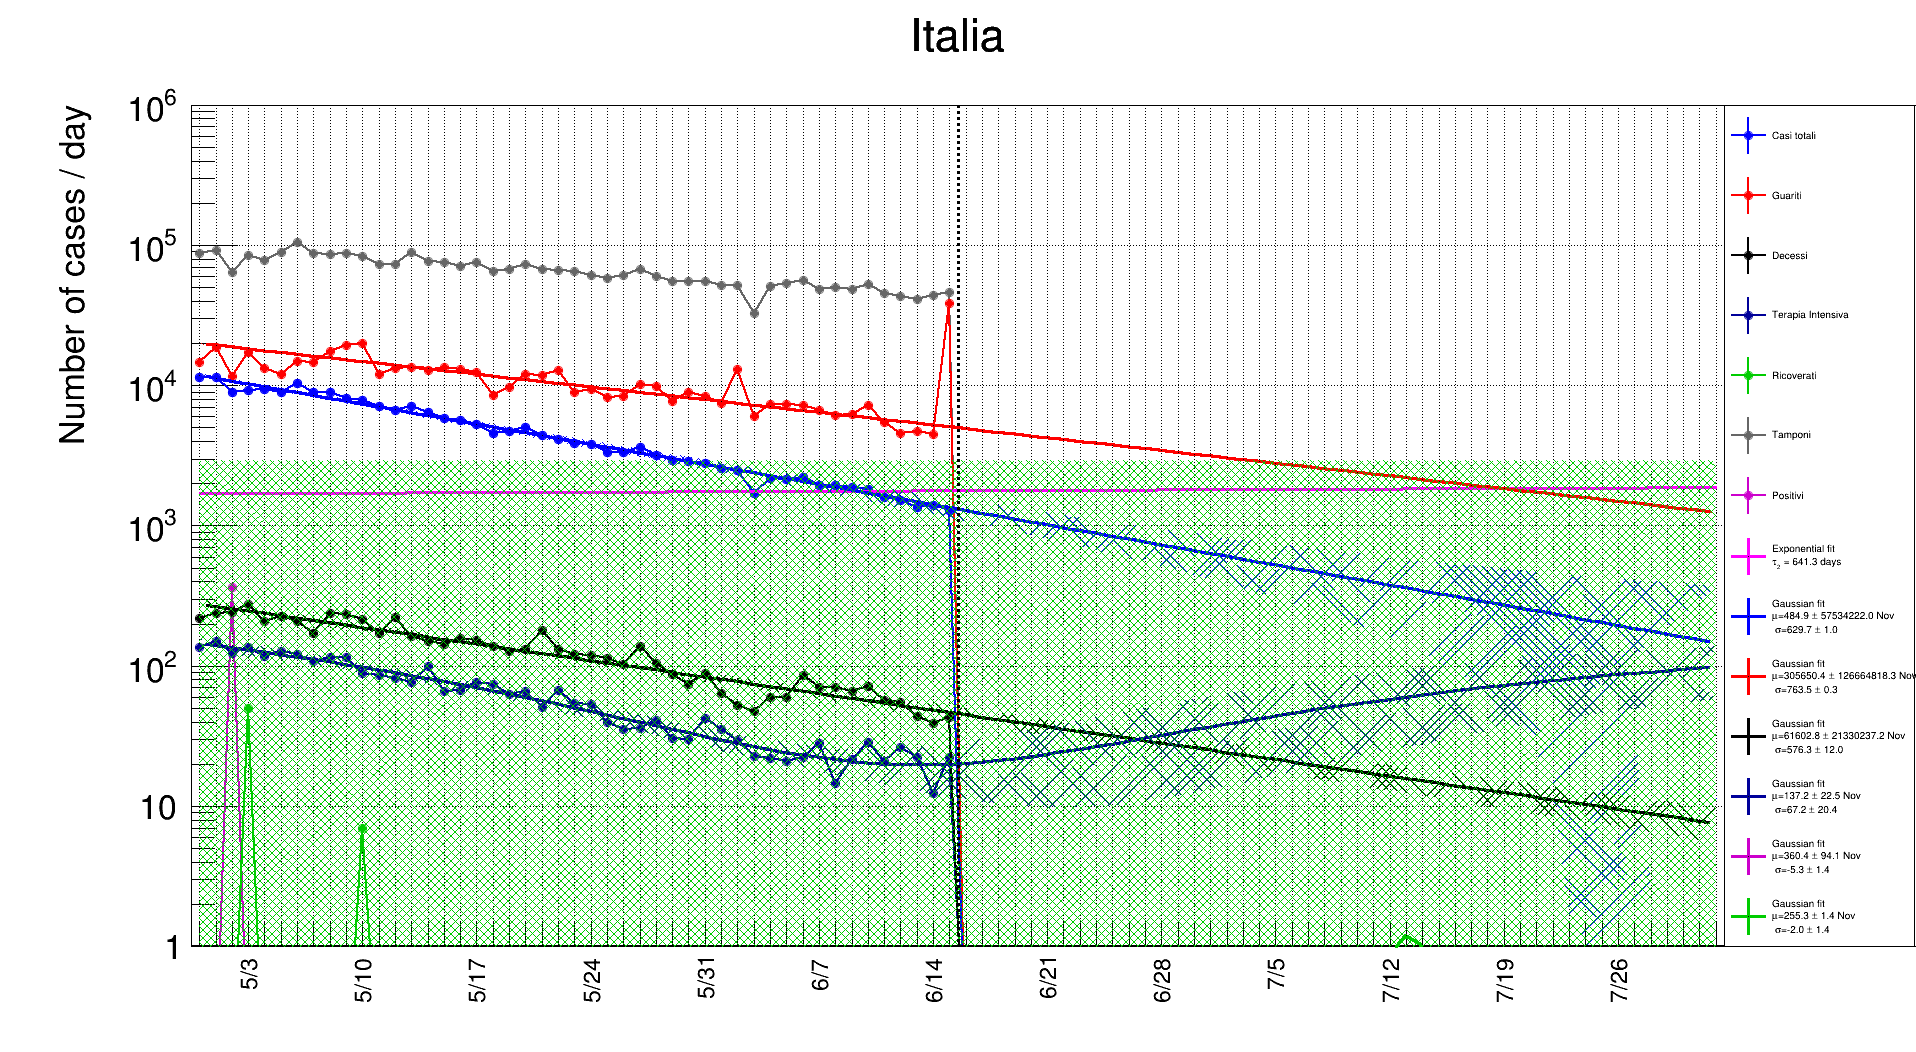 Italia
Number of cases / day
10^6
10^5
10^4
10^3
10^2
10
1
5/3
5/10
5/17
5/24
5/31
6/7
6/14
6/21
6/28
7/5
7/12
7/19
7/26
Casi totali
Guariti
Decessi
Terapia Intensiva
Ricoverati
Tamponi
Positivi
Exponential fit
τ₂ = 641.3 days
Gaussian fit
μ=484.9 ± 57534222.0 Nov
σ=629.7 ± 1.0
Gaussian fit
μ=305650.4 ± 126664818.3 Nov
σ=763.5 ± 0.3
Gaussian fit
μ=61602.8 ± 21330237.2 Nov
σ=576.3 ± 12.0
Gaussian fit
μ=137.2 ± 22.5 Nov
σ=67.2 ± 20.4
Gaussian fit
μ=360.4 ± 94.1 Nov
σ=-5.3 ± 1.4
Gaussian fit
μ=255.3 ± 1.4 Nov
σ=-2.0 ± 1.4